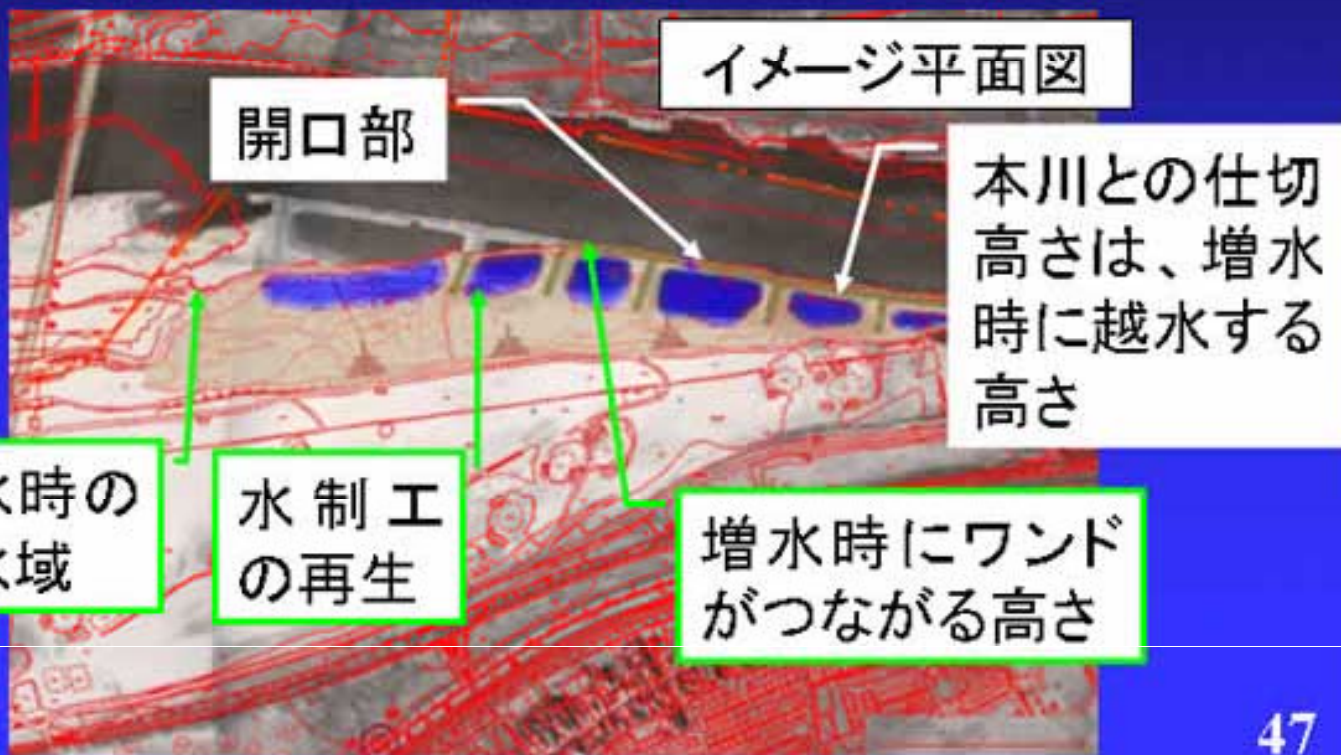 イメージ平面図
開口部
本川との仕切
高さは、増水
時に越水する
高さ
水時の
水域
水制工
の再生
増水時にワンド
がつながる高さ
47